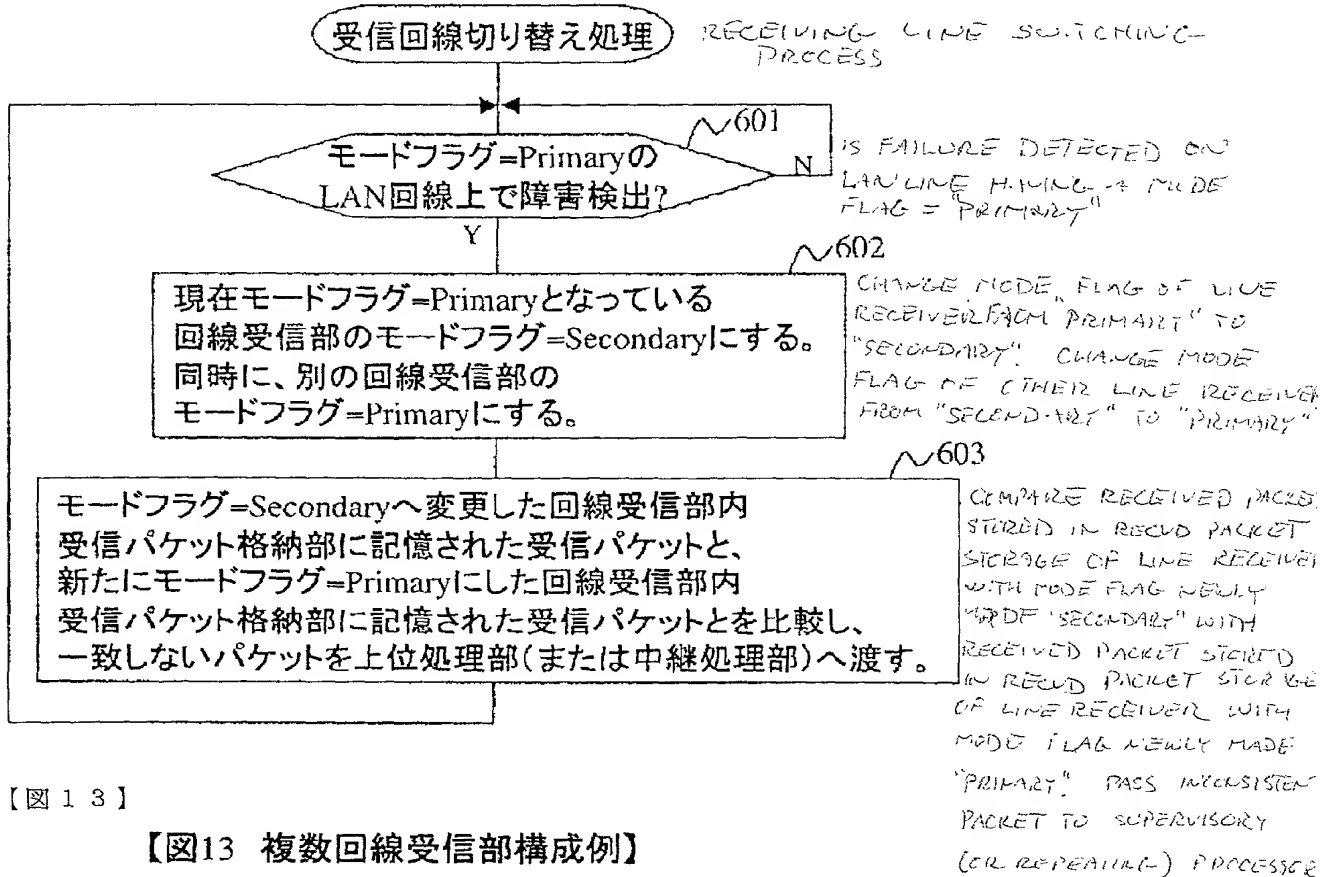 受信回線切り替え処理
RECEIVING LINE SWITCHING
PROCESS
601
モードフラグ=Primaryの
LAN回線上で障害検出?
N
Y
IS FAILURE DETECTED ON
LAN LINE HAVING A MODE
FLAG = "PRIMARY"
602
現在モードフラグ=Primaryとなっている
回線受信部のモードフラグ=Secondaryにする。
同時に、別の回線受信部の
モードフラグ=Primaryにする。
CHANGE MODE FLAG OF LINE
RECEIVER FROM "PRIMARY" TO
"SECONDARY". CHANGE MODE
FLAG OF OTHER LINE RECEIVER
FROM "SECONDARY" TO "PRIMARY"
603
モードフラグ=Secondaryへ変更した回線受信部内
受信パケット格納部に記憶された受信パケットと、
新たにモードフラグ=Primaryにした回線受信部内
受信パケット格納部に記憶された受信パケットとを比較し、
一致しないパケットを上位処理部(または中継処理部)へ渡す。
COMPARE RECEIVED PACKET
STORED IN RECVD PACKET
STORAGE OF LINE RECEIVER
WITH MODE FLAG NEWLY
MADE "SECONDARY" WITH
RECEIVED PACKET STORED
IN RECVD PACKET STORAGE
OF LINE RECEIVER WITH
MODE FLAG NEWLY MADE
"PRIMARY". PASS INCONSISTEN
PACKET TO SUPERVISORY
(OR REPEATING) PROCESSOR
【図13】
【図13 複数回線受信部構成例】